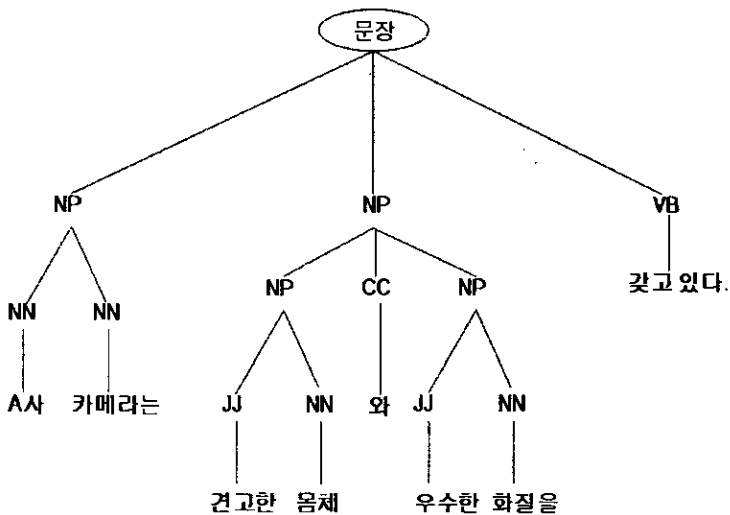 문장
NP NP VB
NP CC NP 갖고 있다.
NN NN
A사 카메라는 JJ NN 와 JJ NN
견고한 몸체 우수한 화질을